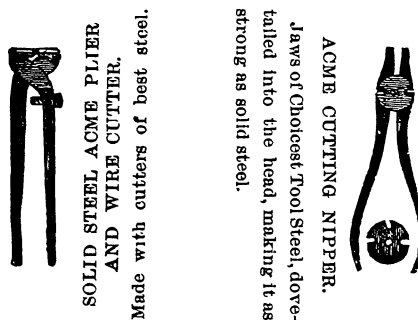 SOLID STEEL ACME PLIER
AND WIRE CUTTER.
Made with cutters of best steel.
ACME CUTTING NIPPER.
Jaws of Choicest Tool Steel, dove-
tailed into the head, making it as
strong as solid steel.